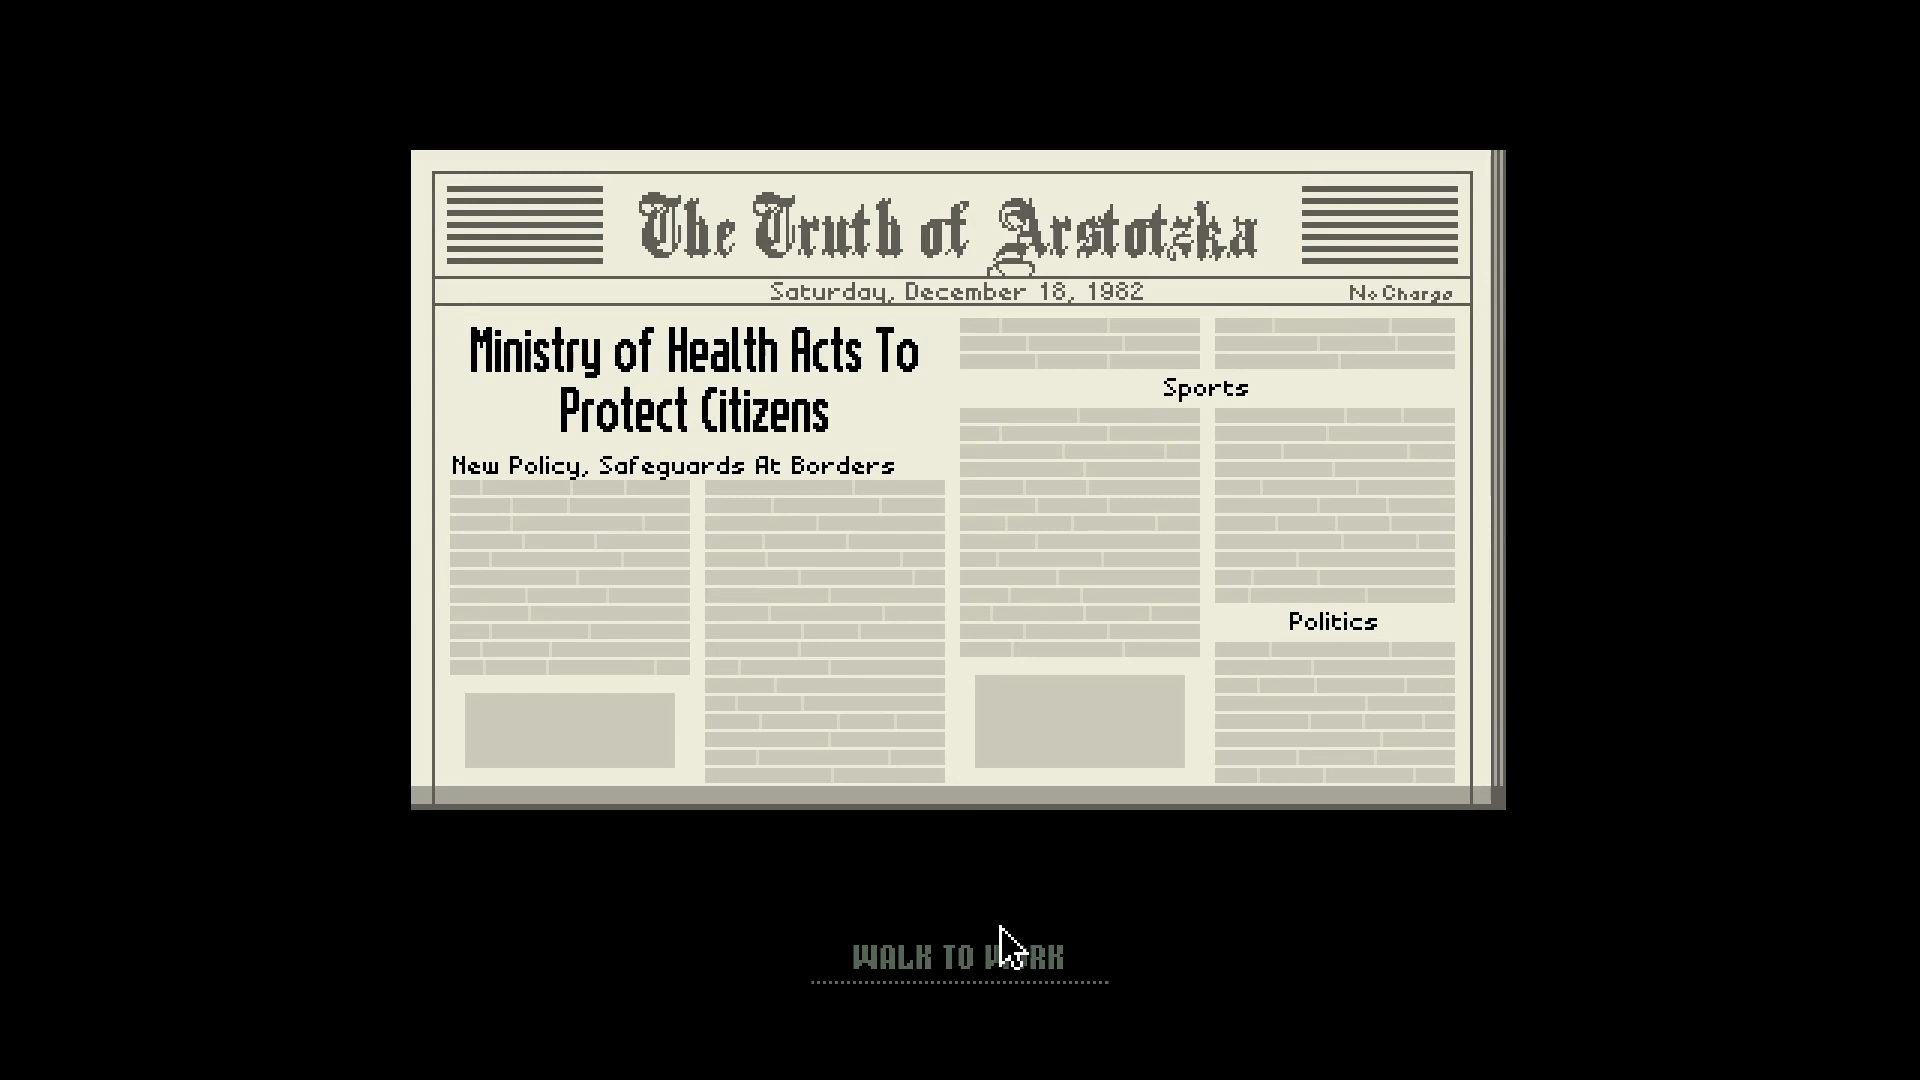 The Truth of Arstotzka
Saturday, December 18, 1982
No Charge
Ministry of Health Acts To
Protect Citizens
New Policy, Safeguards At Borders
Sports
Politics
WALK TO WORK